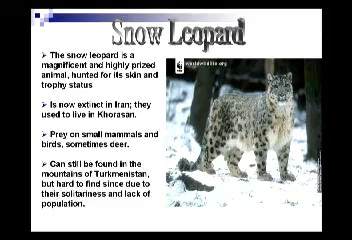 Snow Leopard
The snow leopard is a
magnificent and highly prized
animal, hunted for its skin and
trophy status
Is now extinct in Iran; they
used to live in Khorasan.
Prey on small mammals and
birds, sometimes deer.
Can still be found in the
mountains of Turkmenistan,
but hard to find since due to
their solitariness and lack of
population.
WWF
worldwildlife.org